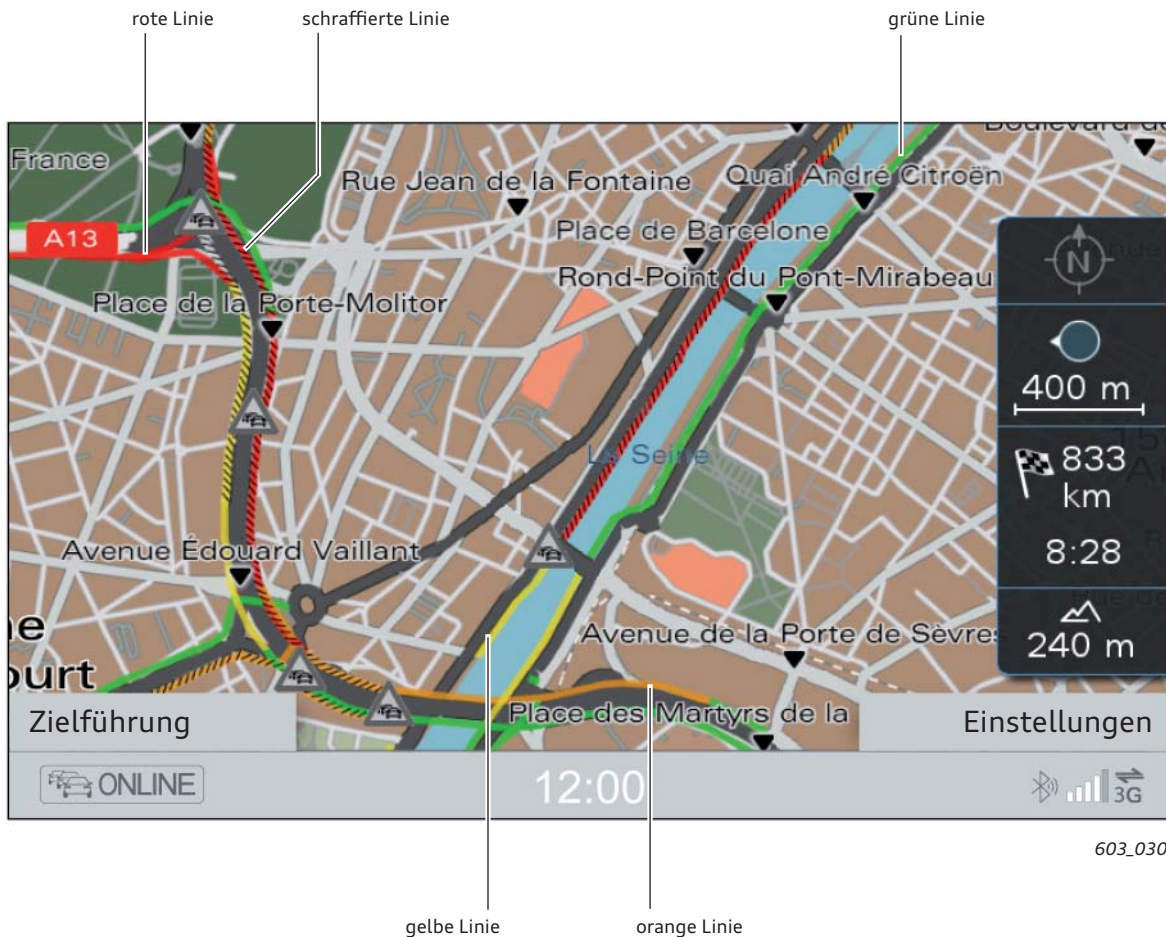 rote Linie
schraffierte Linie
grüne Linie
France
Rue Jean de la Fontaine
Quai André Citroën
A13
Place de Barcelone
N
Rond-Point du Pont-Mirabeau
Place de la Porte-Molitor
400 m
La Seine
833
km
Avenue Edouard Vaillant
8:28
Avenue de la Porte de Sèvres
240 m
ourt
Place des Martyrs de la
Zielführung
Einstellungen
ONLINE
12:00
3G
603_030
gelbe Linie
orange Linie